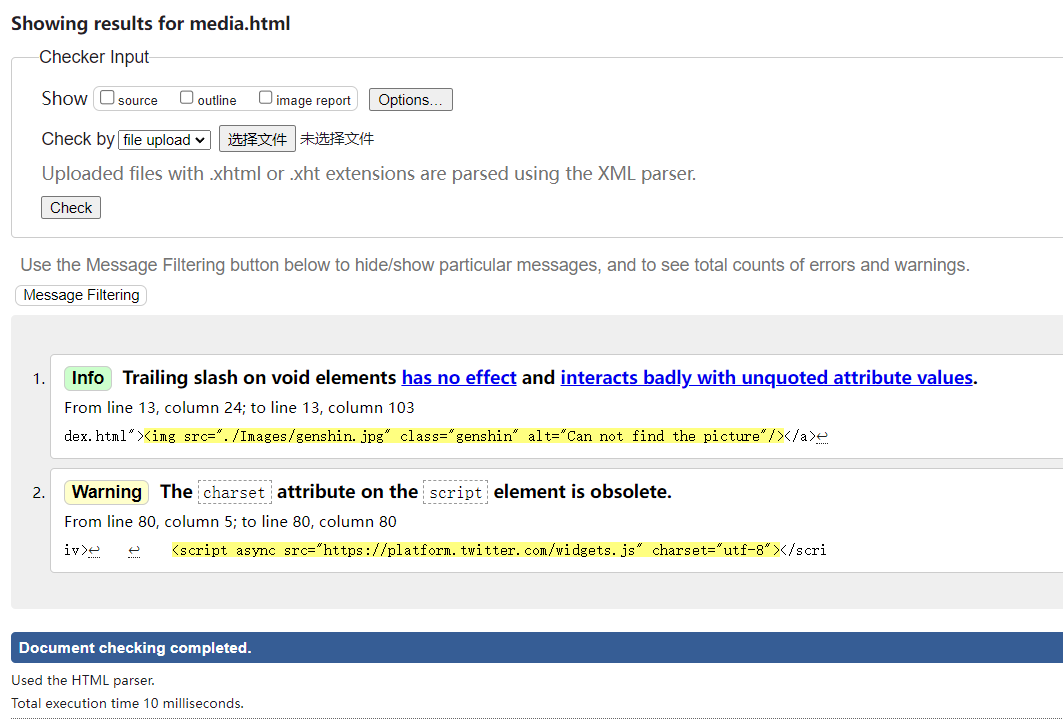 Showing results for media.html
Checker Input
Show source outline image report Options...
Check by file upload 选择文件 未选择文件
Uploaded files with .xhtml or .xht extensions are parsed using the XML parser.
Check
Use the Message Filtering button below to hide/show particular messages, and to see total counts of errors and warnings.
Message Filtering
1. Info Trailing slash on void elements has no effect and interacts badly with unquoted attribute values.
From line 13, column 24; to line 13, column 103
dex.html"><img src="./Images/genshin.jpg" class="genshin" alt="Can not find the picture"/></a>↩
2. Warning The charset attribute on the script element is obsolete.
From line 80, column 5; to line 80, column 80
iv>↩ ↩ <script async src="https://platform.twitter.com/widgets.js" charset="utf-8"></scri
Document checking completed.
Used the HTML parser.
Total execution time 10 milliseconds.